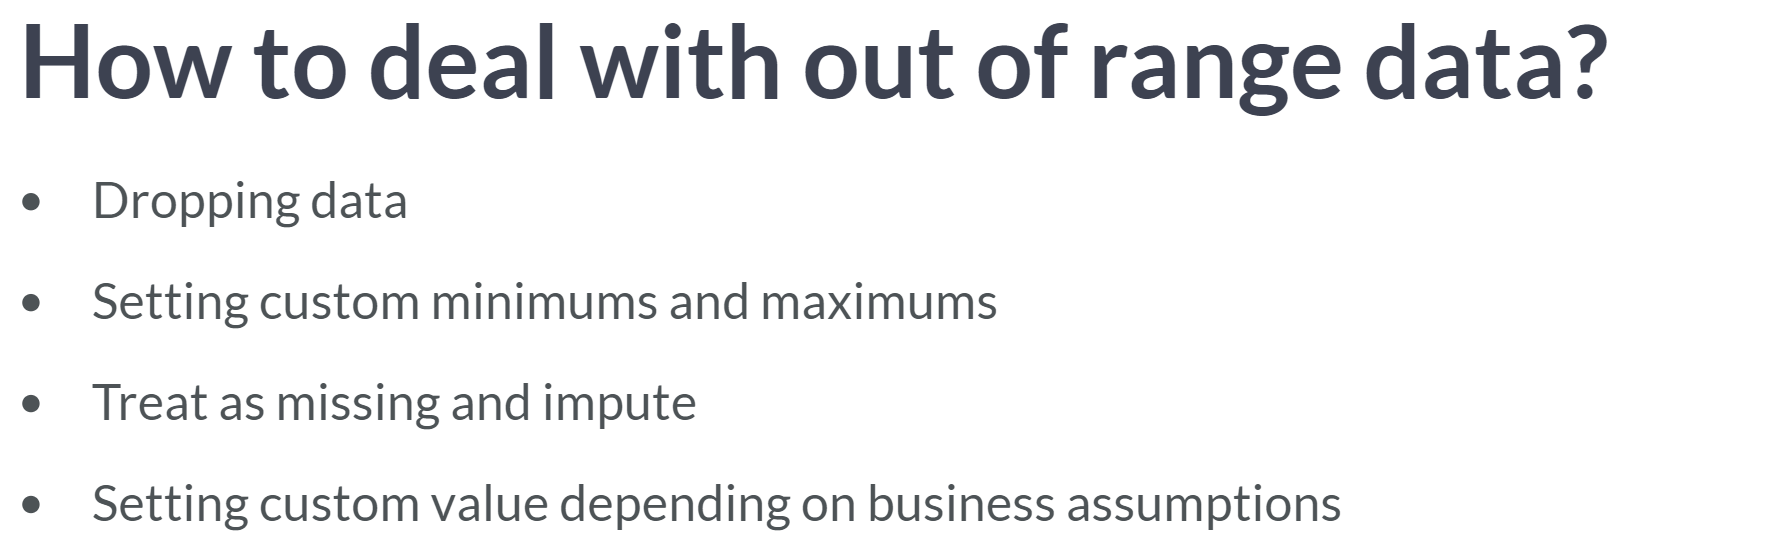 How to deal with out of range data?
• Dropping data
• Setting custom minimums and maximums
• Treat as missing and impute
• Setting custom value depending on business assumptions